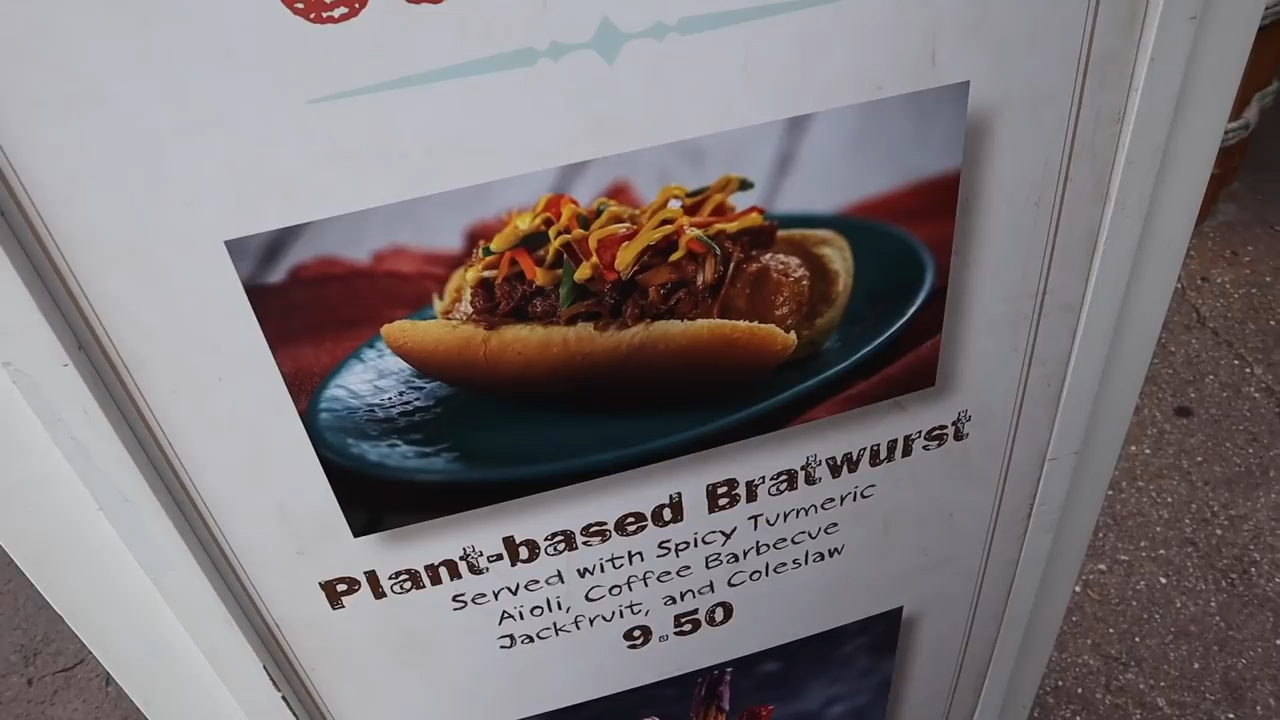 Plant-based Bratwurst
Served with Spicy Turmeric
Aïoli, Coffee Barbecue
Jackfruit, and Coleslaw
9.50